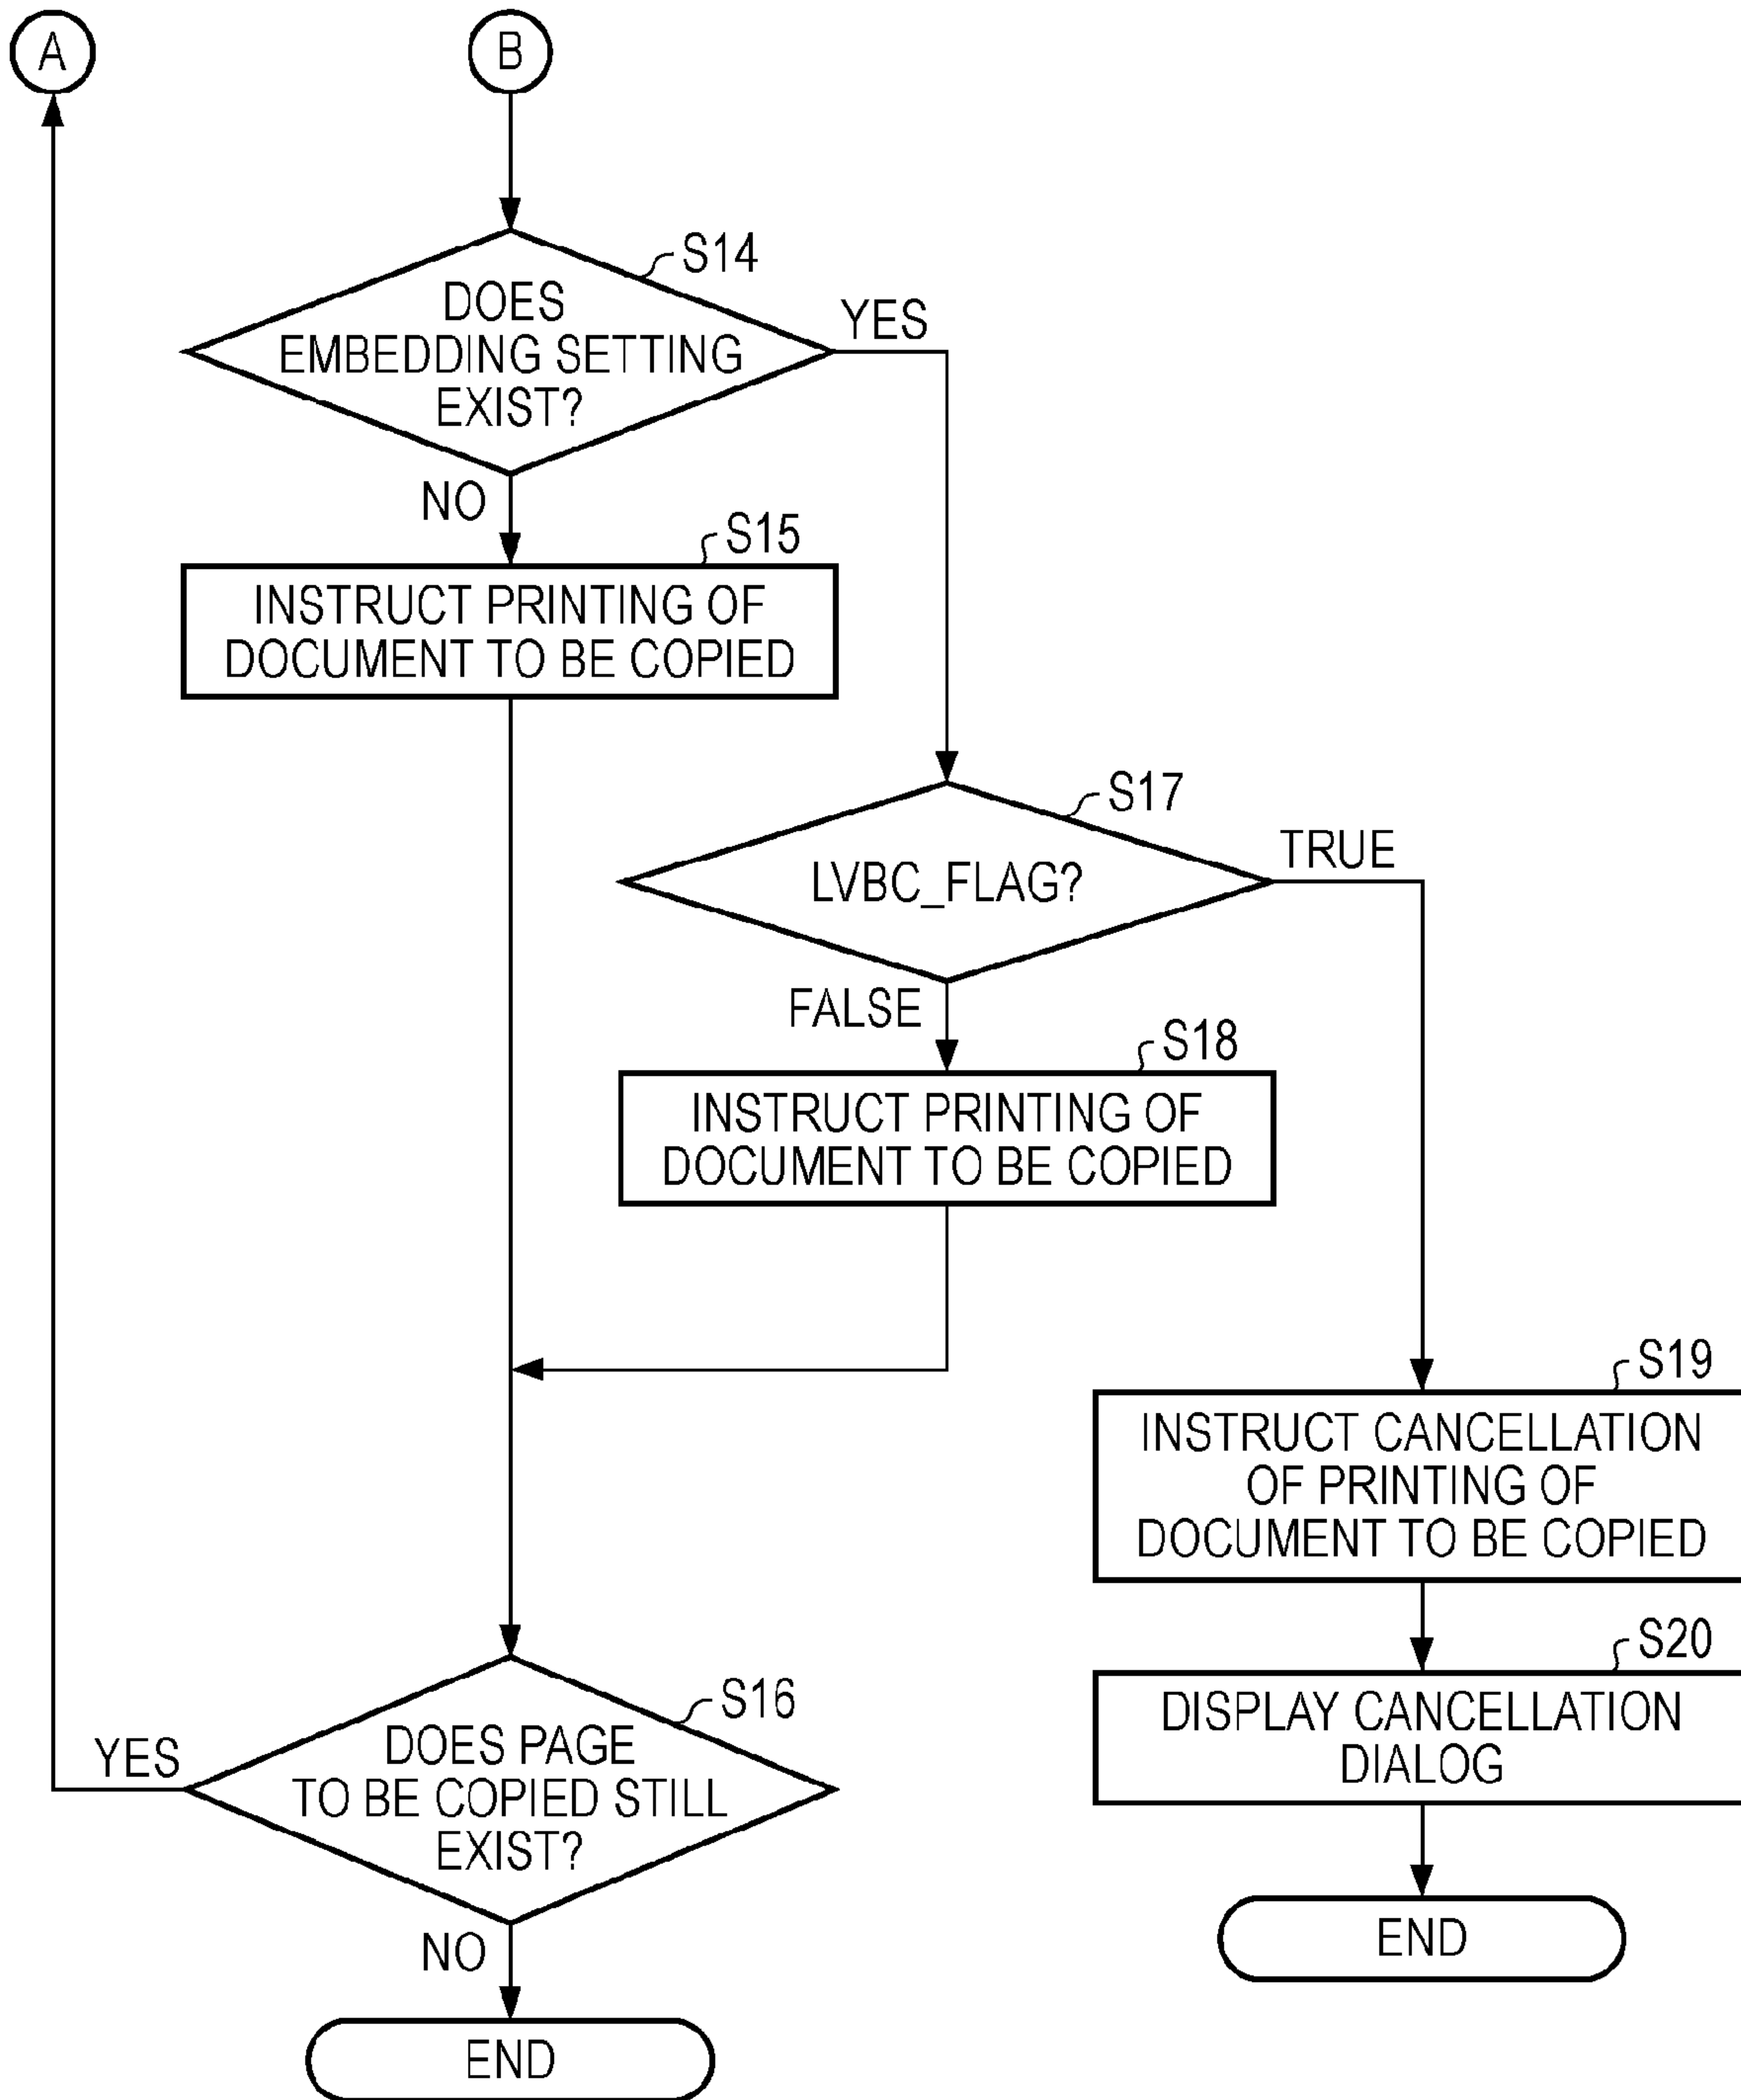 A
B
S14
DOES
EMBEDDING SETTING
EXIST?
YES
NO
S15
INSTRUCT PRINTING OF
DOCUMENT TO BE COPIED
S17
LVBC_FLAG?
TRUE
FALSE
S18
INSTRUCT PRINTING OF
DOCUMENT TO BE COPIED
S19
INSTRUCT CANCELLATION
OF PRINTING OF
DOCUMENT TO BE COPIED
S20
DISPLAY CANCELLATION
DIALOG
END
S16
DOES PAGE
TO BE COPIED STILL
EXIST?
YES
NO
END